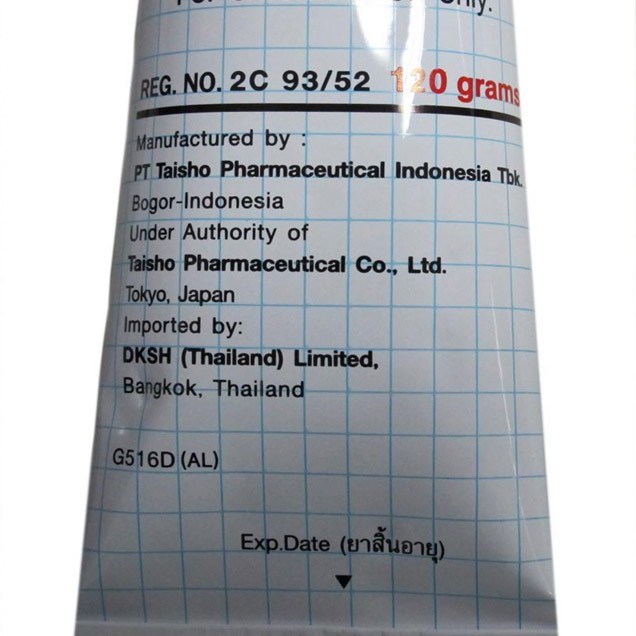 REG. NO. 2C 93/52 120 grams
Manufactured by :
PT Taisho Pharmaceutical Indonesia Tbk.
Bogor-Indonesia
Under Authority of
Taisho Pharmaceutical Co., Ltd.
Tokyo, Japan
Imported by:
DKSH (Thailand) Limited,
Bangkok, Thailand
G516D (AL)
Exp.Date (ยาสิ้นอายุ)